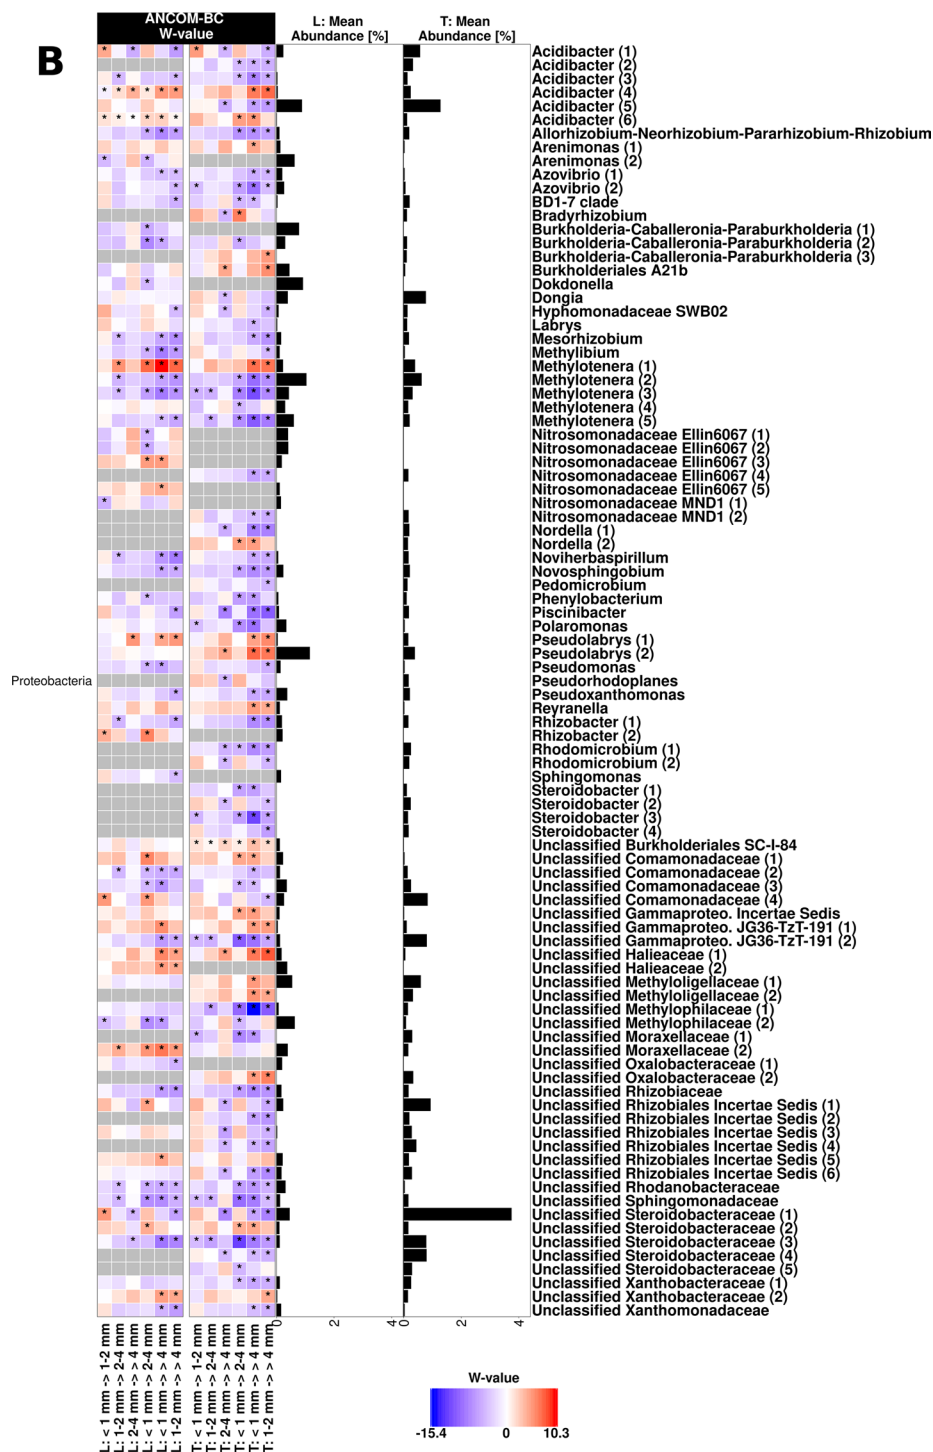 B
ANCOM-BC
W-value
L: Mean
Abundance [%]
T: Mean
Abundance [%]
Acidibacter (1)
Acidibacter (2)
Acidibacter (3)
Acidibacter (4)
Acidibacter (5)
Acidibacter (6)
Allorhizobium-Neorhizobium-Pararhizobium-Rhizobium
Arenimonas (1)
Arenimonas (2)
Azovibrio (1)
Azovibrio (2)
BD1-7 clade
Bradyrhizobium
Burkholderia-Caballeronia-Paraburkholderia (1)
Burkholderia-Caballeronia-Paraburkholderia (2)
Burkholderia-Caballeronia-Paraburkholderia (3)
Burkholderiales A21b
Dokdonella
Dongia
Hyphomonadaceae SWB02
Labrys
Mesorhizobium
Methylibium
Methylotenera (1)
Methylotenera (2)
Methylotenera (3)
Methylotenera (4)
Methylotenera (5)
Nitrosomonadaceae Ellin6067 (1)
Nitrosomonadaceae Ellin6067 (2)
Nitrosomonadaceae Ellin6067 (3)
Nitrosomonadaceae Ellin6067 (4)
Nitrosomonadaceae Ellin6067 (5)
Nitrosomonadaceae MND1 (1)
Nitrosomonadaceae MND1 (2)
Nordella (1)
Nordella (2)
Noviherbaspirillum
Novosphingobium
Pedomicrobium
Phenylobacterium
Piscinibacter
Polaromonas
Pseudolabrys (1)
Pseudolabrys (2)
Pseudomonas
Proteobacteria
Pseudorhodoplanes
Pseudoxanthomonas
Reyranella
Rhizobacter (1)
Rhizobacter (2)
Rhodomicrobium (1)
Rhodomicrobium (2)
Sphingomonas
Steroidobacter (1)
Steroidobacter (2)
Steroidobacter (3)
Steroidobacter (4)
Unclassified Burkholderiales SC-I-84
Unclassified Comamonadaceae (1)
Unclassified Comamonadaceae (2)
Unclassified Comamonadaceae (3)
Unclassified Comamonadaceae (4)
Unclassified Gammaproteo. Incertae Sedis
Unclassified Gammaproteo. JG36-TzT-191 (1)
Unclassified Gammaproteo. JG36-TzT-191 (2)
Unclassified Halieaceae (1)
Unclassified Halieaceae (2)
Unclassified Methyloligellaceae (1)
Unclassified Methyloligellaceae (2)
Unclassified Methylophilaceae (1)
Unclassified Methylophilaceae (2)
Unclassified Moraxellaceae (1)
Unclassified Moraxellaceae (2)
Unclassified Oxalobacteraceae (1)
Unclassified Oxalobacteraceae (2)
Unclassified Rhizobiaceae
Unclassified Rhizobiales Incertae Sedis (1)
Unclassified Rhizobiales Incertae Sedis (2)
Unclassified Rhizobiales Incertae Sedis (3)
Unclassified Rhizobiales Incertae Sedis (4)
Unclassified Rhizobiales Incertae Sedis (5)
Unclassified Rhizobiales Incertae Sedis (6)
Unclassified Rhodanobacteraceae
Unclassified Sphingomonadaceae
Unclassified Steroidobacteraceae (1)
Unclassified Steroidobacteraceae (2)
Unclassified Steroidobacteraceae (3)
Unclassified Steroidobacteraceae (4)
Unclassified Steroidobacteraceae (5)
Unclassified Xanthobacteraceae (1)
Unclassified Xanthobacteraceae (2)
Unclassified Xanthomonadaceae
0 2 4
0 2 4
L: < 1 mm -> 1-2 mm
L: 1-2 mm -> 2-4 mm
L: 2-4 mm -> > 4 mm
L: < 1 mm -> 2-4 mm
L: < 1 mm -> > 4 mm
L: 1-2 mm -> > 4 mm
T: < 1 mm -> 1-2 mm
T: 1-2 mm -> 2-4 mm
T: 2-4 mm -> > 4 mm
T: < 1 mm -> 2-4 mm
T: < 1 mm -> > 4 mm
T: 1-2 mm -> > 4 mm
W-value
-15.4 0 10.3